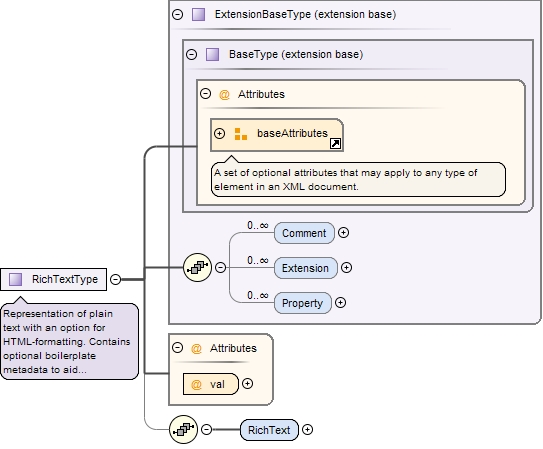 ExtensionBaseType (extension base)
BaseType (extension base)
@ Attributes
baseAttributes
A set of optional attributes that may apply to any type of
element in an XML document.
0..∞
Comment
0..∞
Extension
0..∞
Property
RichTextType
Representation of plain
text with an option for
HTML-formatting. Contains
optional boilerplate
metadata to aid...
@ Attributes
@ val
RichText